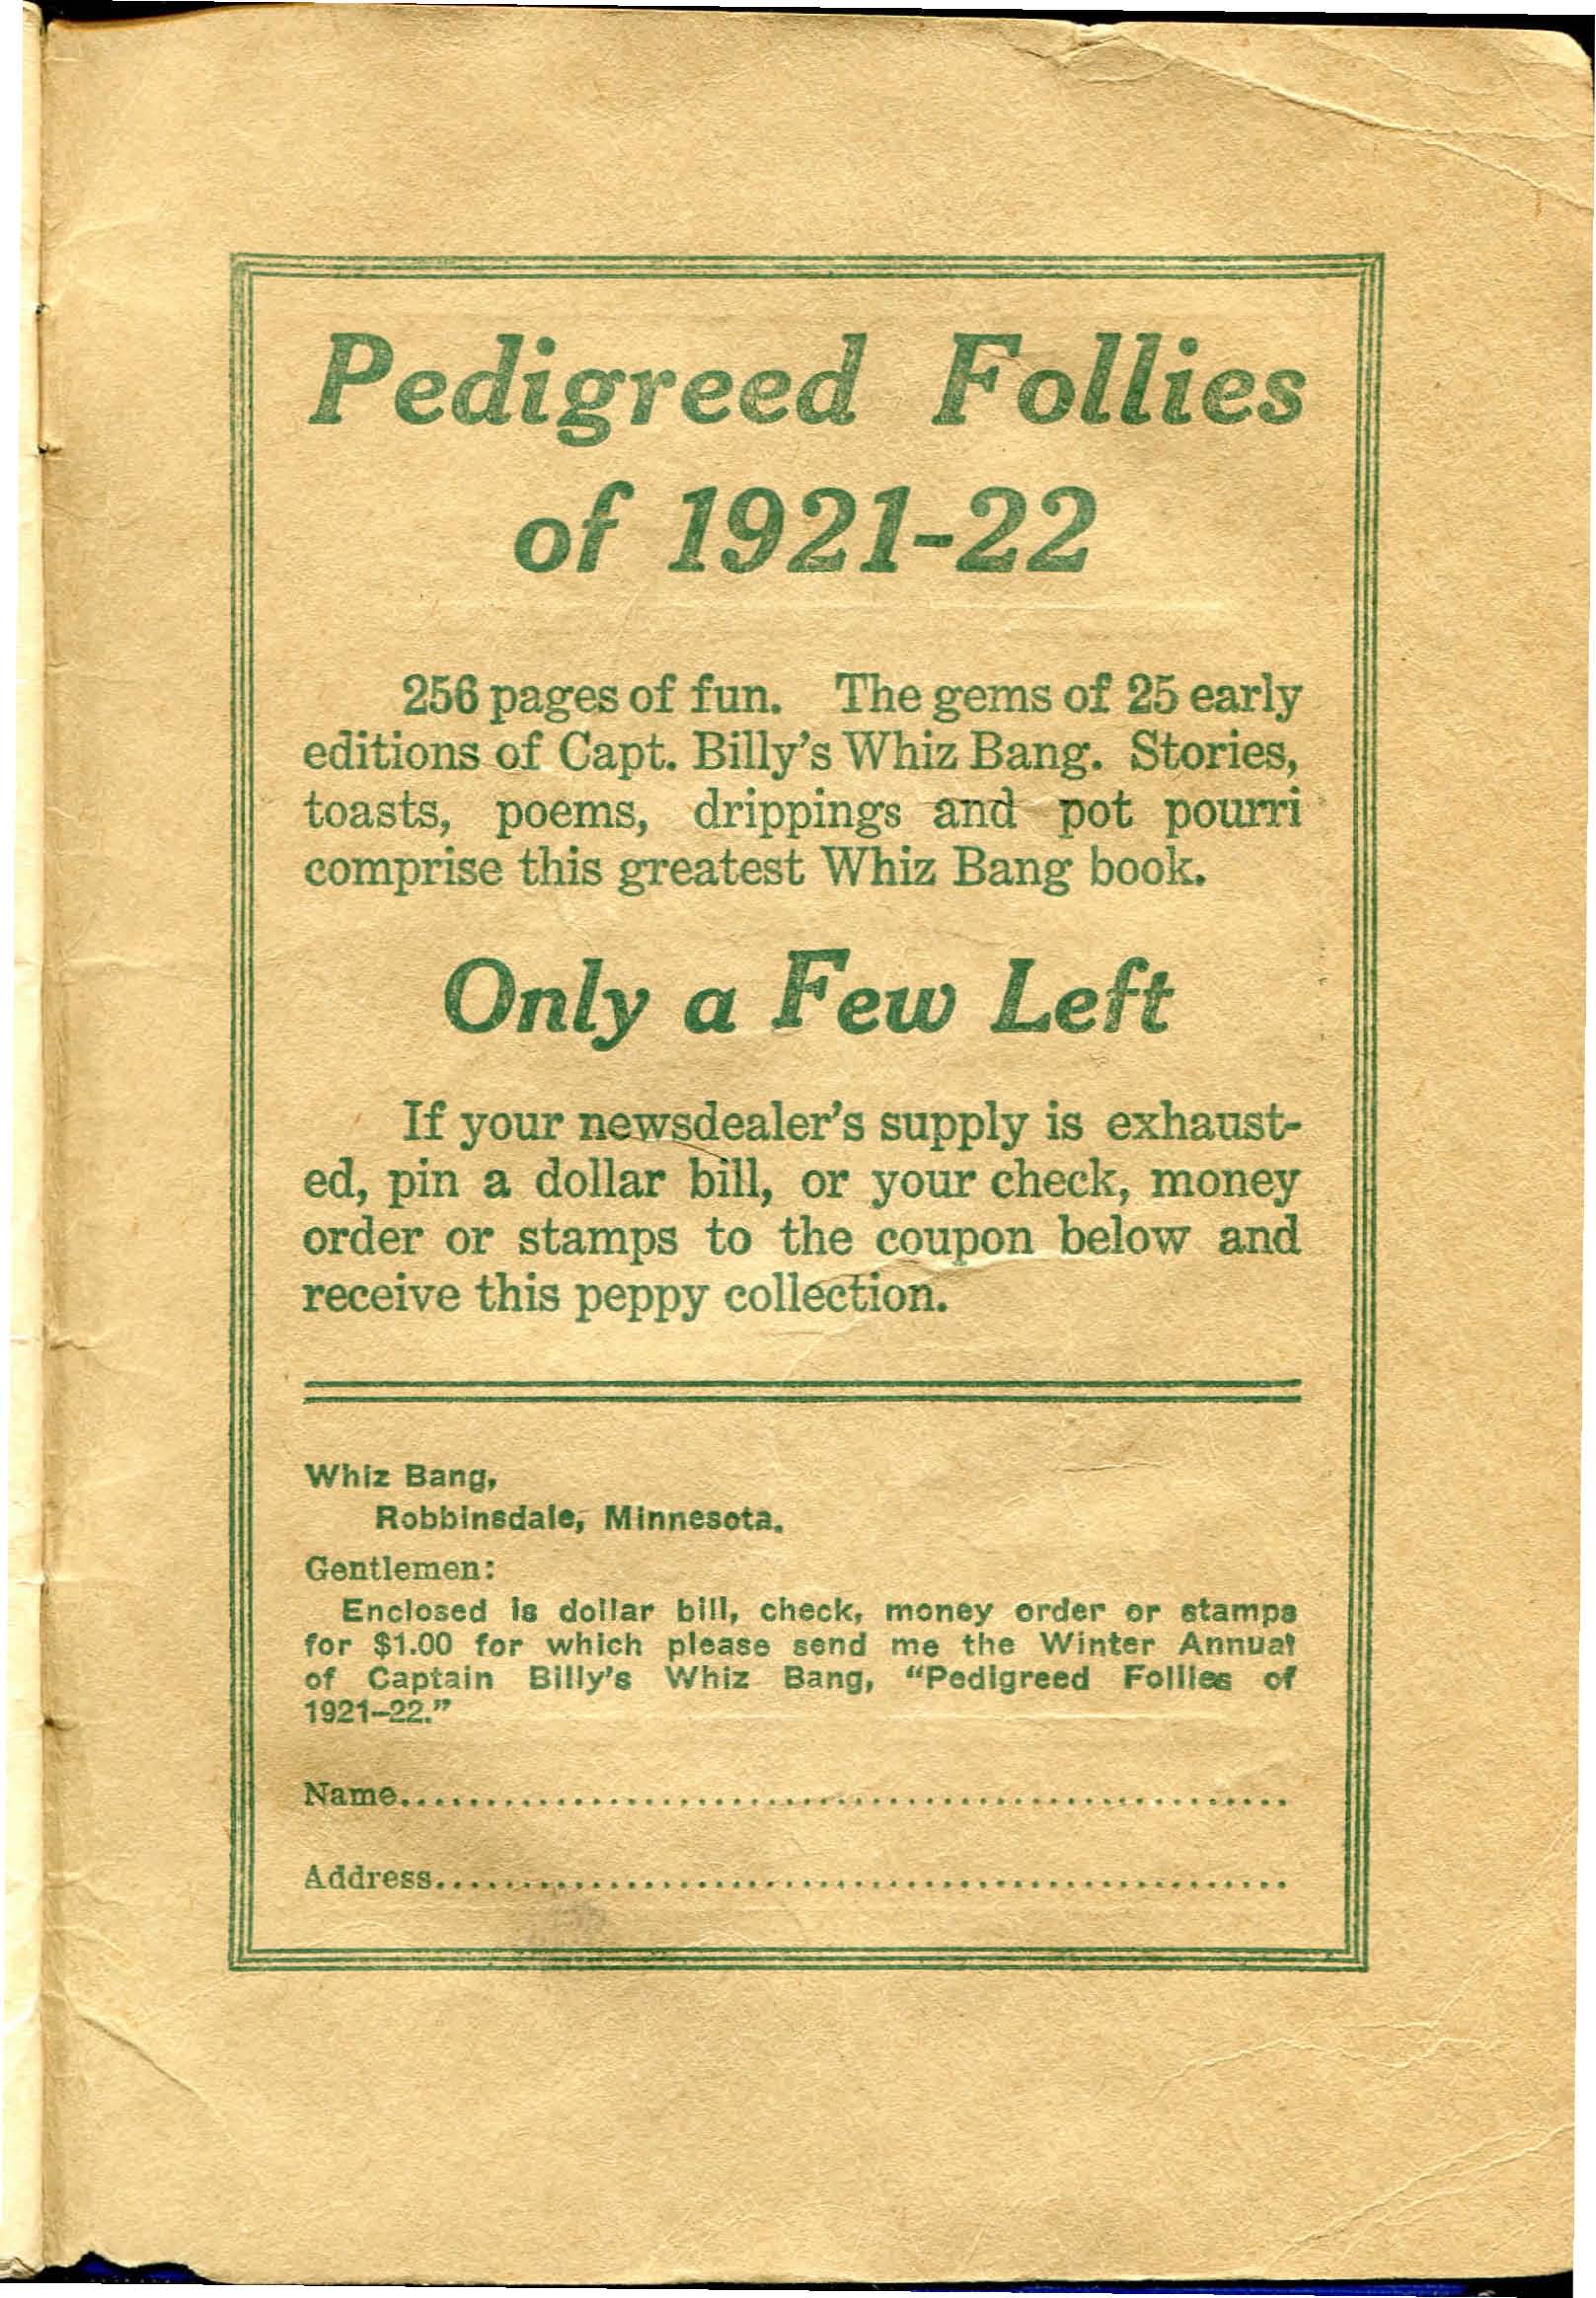 Pedigreed Follies
of 1921-22
256 pages of fun. The gems of 25 early
editions of Capt. Billy's Whiz Bang. Stories,
toasts, poems, drippings and pot pourri
comprise this greatest Whiz Bang book.
Only a Few Left
If your newsdealer's supply is exhaust-
ed, pin a dollar bill, or your check, money
order or stamps to the coupon below and
receive this peppy collection.
Whiz Bang,
Robbinsdale, Minnesota.
Gentlemen:
Enclosed is dollar bill, check, money order or stamps
for $1.00 for which please send me the Winter Annual
of Captain Billy's Whiz Bang, "Pedigreed Follies of
1921-22."
Name..................................................
Address..................................................